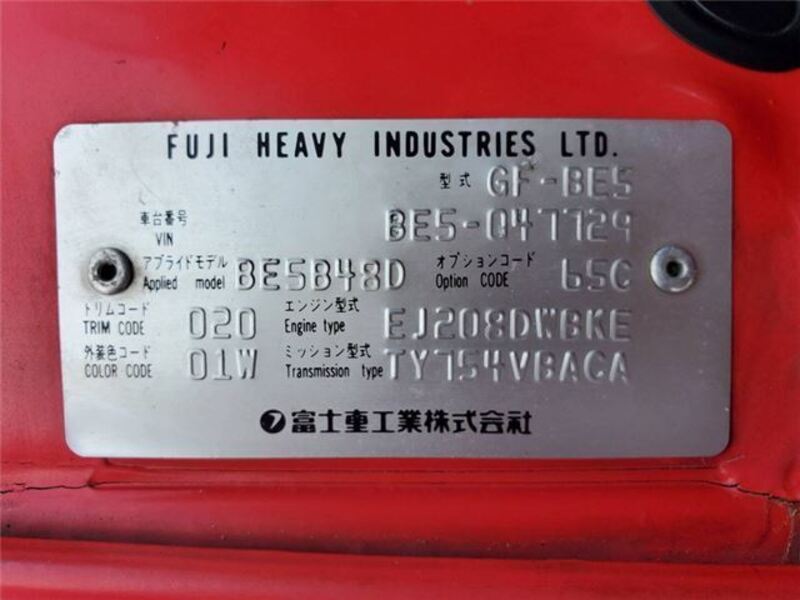 FUJI HEAVY INDUSTRIES LTD.
型式 GF-BE5
車台番号 VIN BE5-047729
アプライドモデル Applied model BE5B48D オプションコード Option CODE 65C
トリムコード TRIM CODE 020 エンジン型式 Engine type EJ208DWBKE
外装色コード COLOR CODE 01W ミッション型式 Transmission type TY754VBACA
富士重工業株式会社